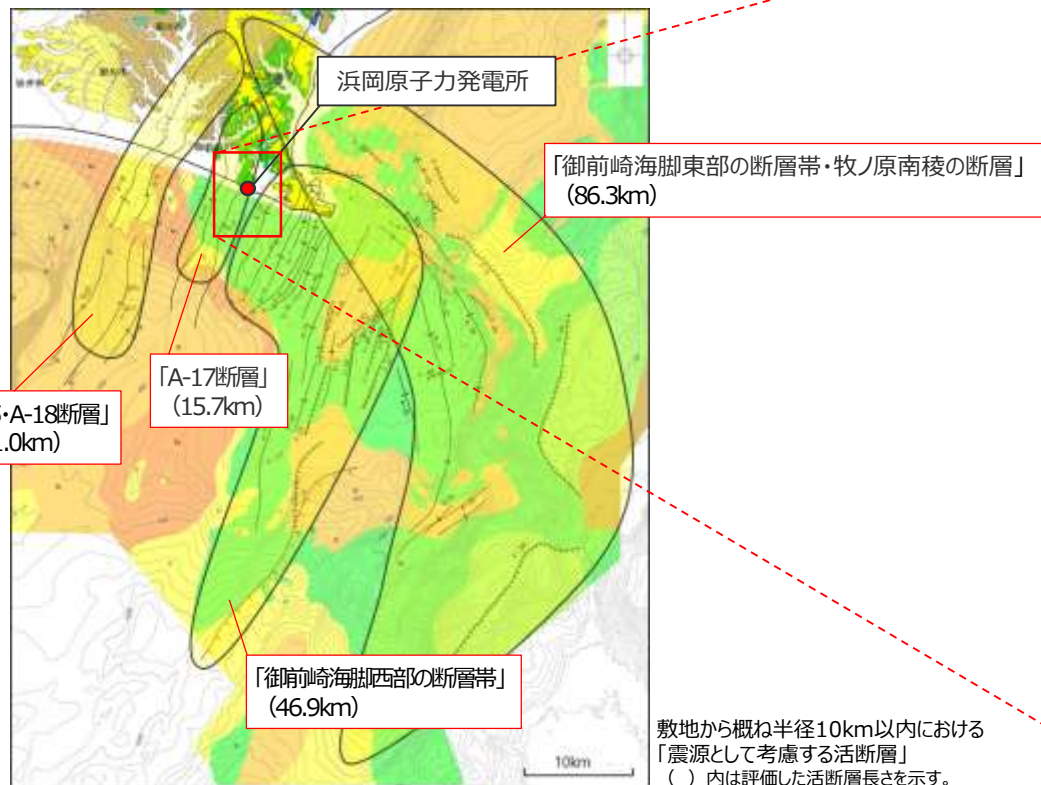 浜岡原子力発電所
「御前崎海脚東部の断層帯・牧ノ原南稜の断層」
（86.3km）
「A-17断層」
（15.7km）
・A-18断層」
.0km）
「御前崎海脚西部の断層帯」
（46.9km）
10km
敷地から概ね半径10km以内における
「震源として考慮する活断層」
（　）内は評価した活断層長さを示す。